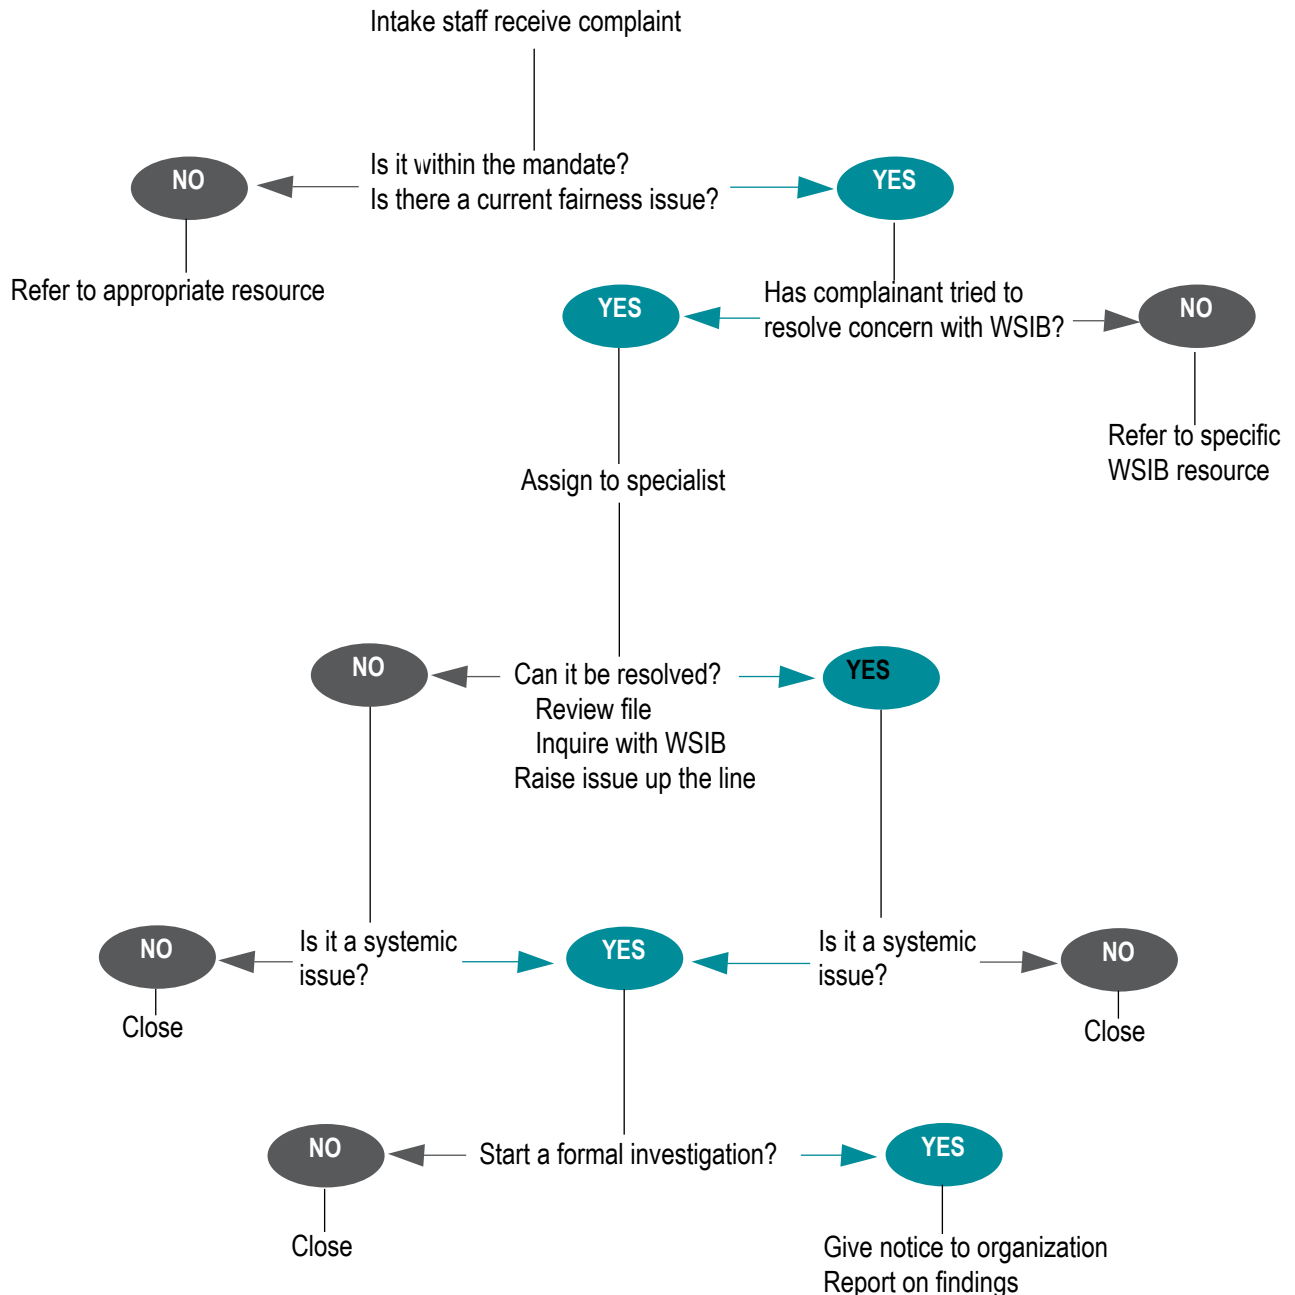 Intake staff receive complaint
Is it within the mandate?
Is there a current fairness issue?
NO
YES
Refer to appropriate resource
Has complainant tried to
resolve concern with WSIB?
YES
NO
Refer to specific
WSIB resource
Assign to specialist
NO
Can it be resolved?
Review file
Inquire with WSIB
Raise issue up the line
YES
NO
Is it a systemic
issue?
YES
Is it a systemic
issue?
NO
Close
Close
NO
Start a formal investigation?
YES
Close
Give notice to organization
Report on findings